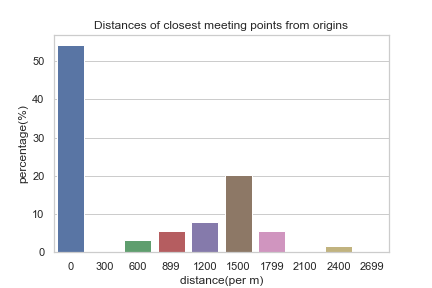 Distances of closest meeting points from origins
percentage(%)
50
40
30
20
10
0
0 300 600 899 1200 1500 1799 2100 2400 2699
distance(per m)